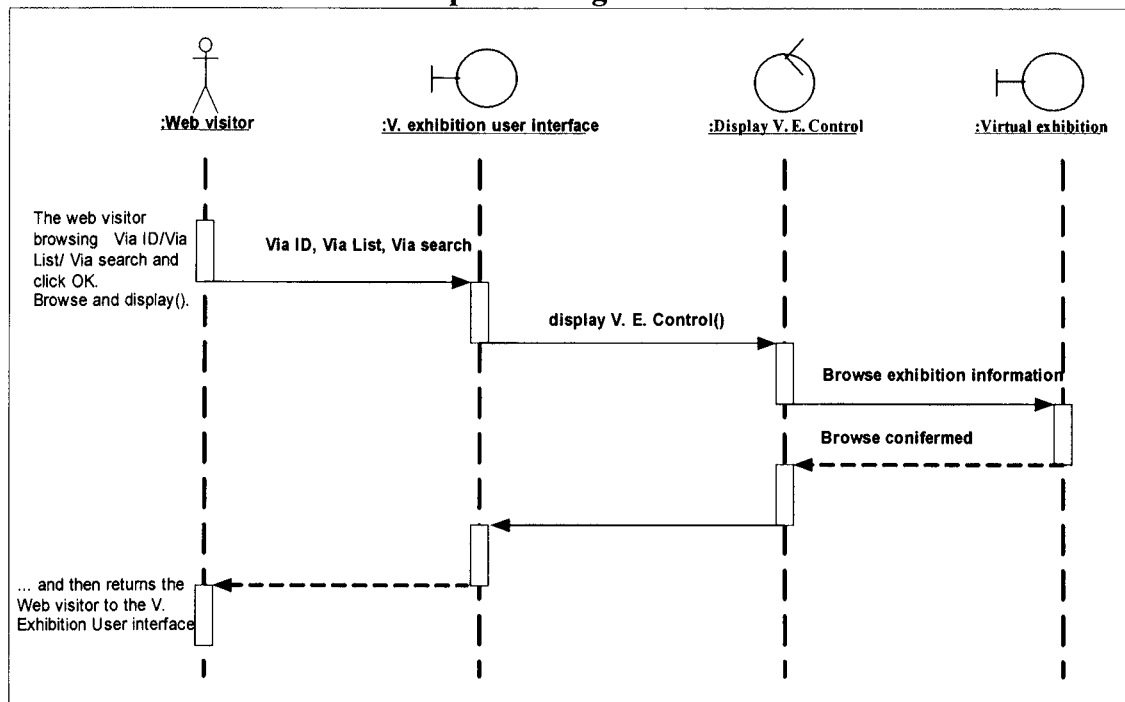 :Web visitor
:V. exhibition user interface
:Display V. E. Control
:Virtual exhibition
The web visitor
browsing Via ID/Via
List/ Via search and
click OK.
Browse and display().
Via ID, Via List, Via search
display V. E. Control()
Browse exhibition information
Browse conifermed
... and then returns the
Web visitor to the V.
Exhibition User interface